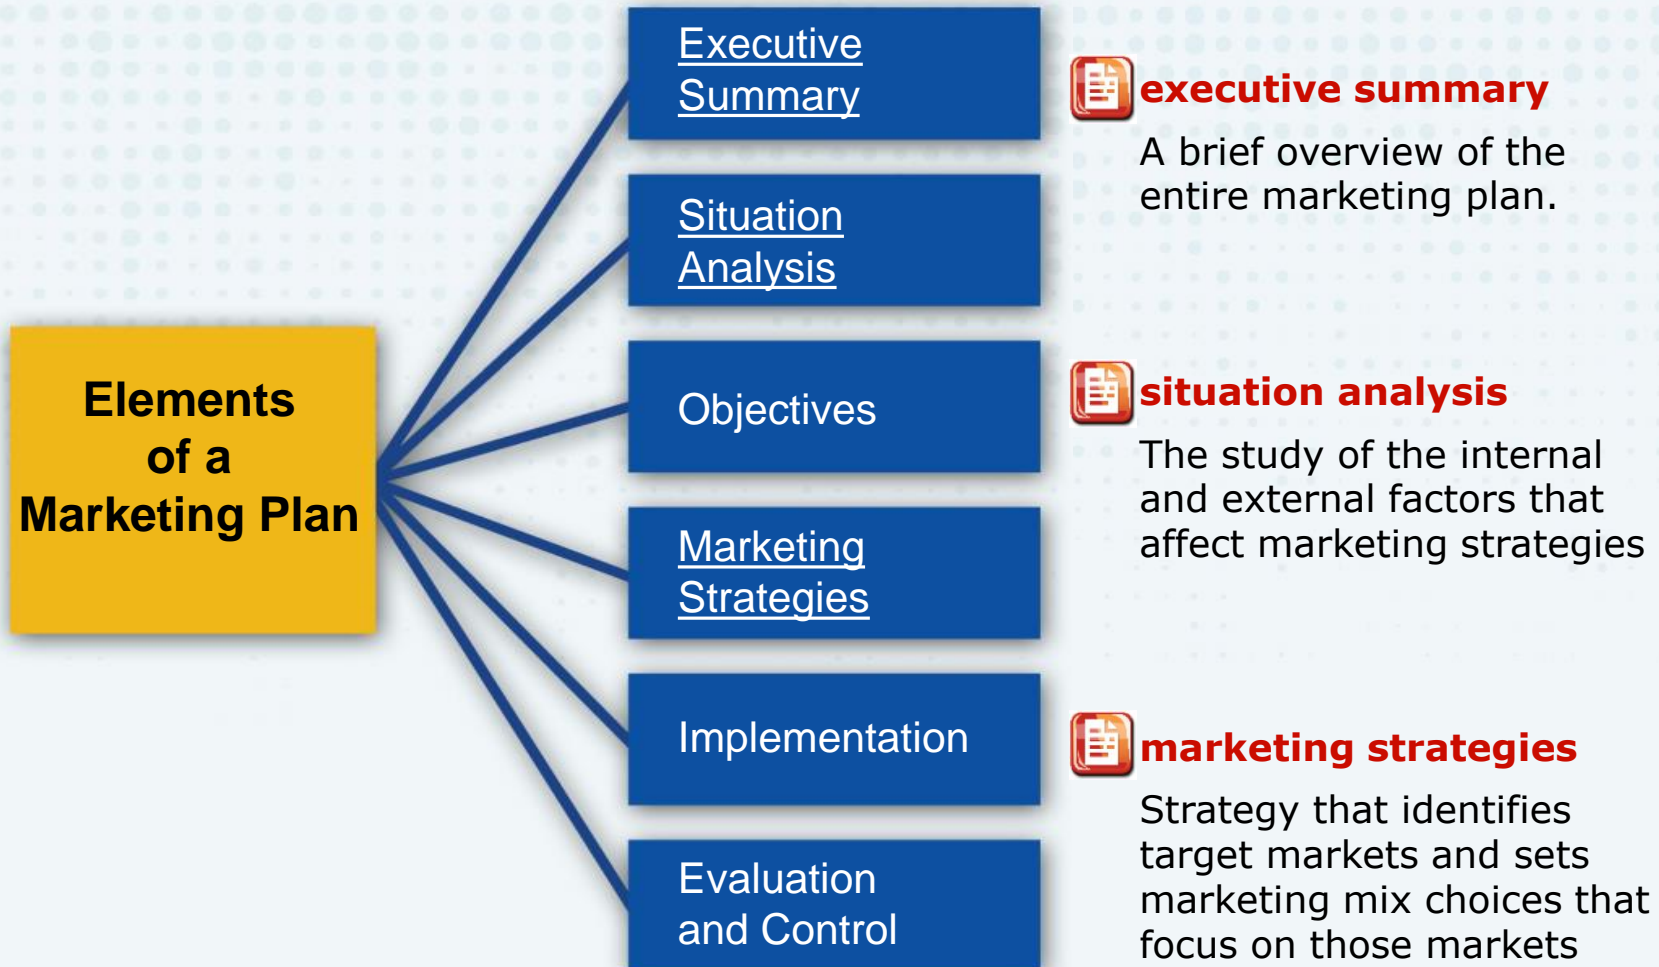 Elements
of a
Marketing Plan
Executive
Summary
Situation
Analysis
Objectives
Marketing
Strategies
Implementation
Evaluation
and Control
executive summary
A brief overview of the
entire marketing plan.
situation analysis
The study of the internal
and external factors that
affect marketing strategies
marketing strategies
Strategy that identifies
target markets and sets
marketing mix choices that
focus on those markets